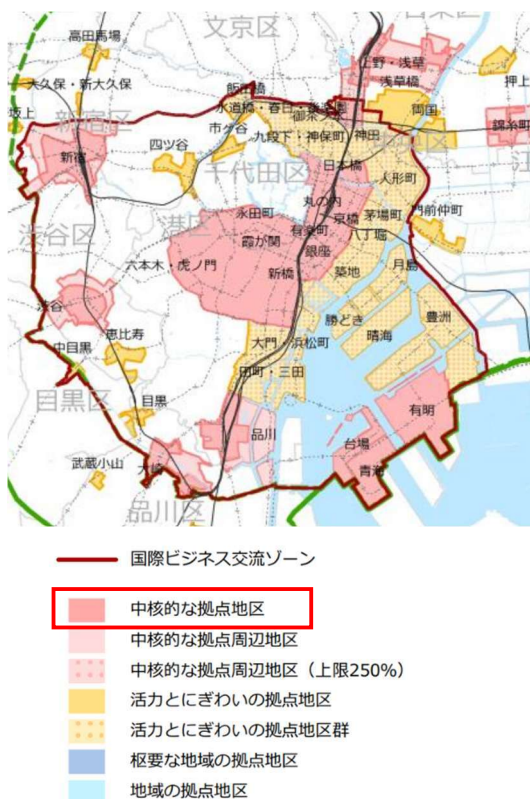 文京区
高田馬場
上野・浅草
大久保・新大久保
飯田橋
浅草橋
押上
水道橋・春日・後楽園
御茶ノ水
両国
坂上
新宿区
市ヶ谷
錦糸町
四ツ谷
九段下・神保町
神田
新宿
千代田区
日本橋
人形町
丸の内
永田町
京橋
茅場町
門前仲町
港区
有楽町
八丁堀
渋谷区
霞が関
銀座
六本木・虎ノ門
新橋
築地
月島
渋谷
勝どき
豊洲
恵比寿
大門・浜松町
晴海
中目黒
田町・三田
目黒区
目黒
有明
品川
台場
武蔵小山
大崎
青海
品川区
国際ビジネス交流ゾーン
中核的な拠点地区
中核的な拠点周辺地区
中核的な拠点周辺地区（上限250%）
活力とにぎわいの拠点地区
活力とにぎわいの拠点地区群
枢要な地域の拠点地区
地域の拠点地区